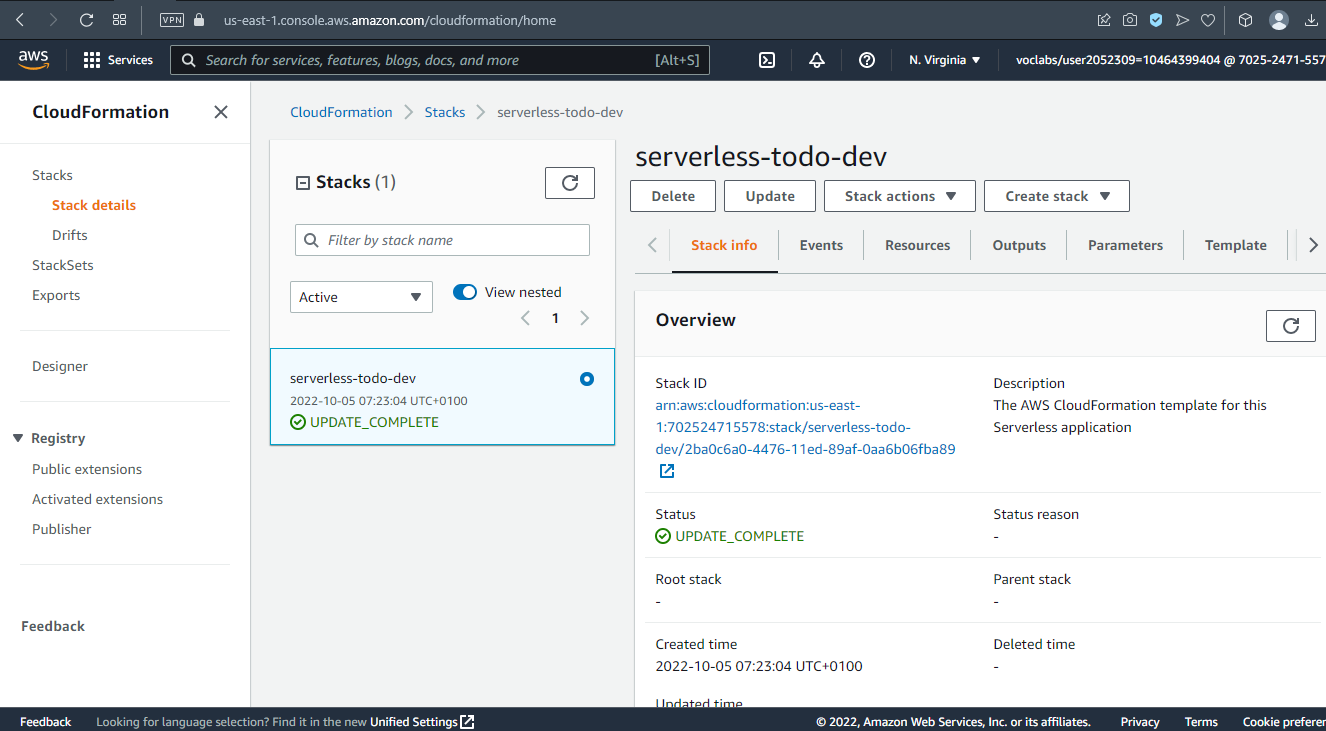 VPN
us-east-1.console.aws.amazon.com/cloudformation/home
aws
Services
Search for services, features, blogs, docs, and more
[Alt+S]
N. Virginia
voclabs/user2052309=10464399404 @ 7025-2471-557
CloudFormation
Stacks
Stack details
Drifts
StackSets
Exports
Designer
Registry
Public extensions
Activated extensions
Publisher
Feedback
CloudFormation
Stacks
serverless-todo-dev
Stacks (1)
Filter by stack name
Active
View nested
1
serverless-todo-dev
2022-10-05 07:23:04 UTC+0100
UPDATE_COMPLETE
serverless-todo-dev
Delete
Update
Stack actions
Create stack
Stack info
Events
Resources
Outputs
Parameters
Template
Overview
Stack ID
arn:aws:cloudformation:us-east-
1:702524715578:stack/serverless-todo-
dev/2ba0c6a0-4476-11ed-89af-0aa6b06fba89
Description
The AWS CloudFormation template for this
Serverless application
Status
UPDATE_COMPLETE
Status reason
-
Root stack
-
Parent stack
-
Created time
2022-10-05 07:23:04 UTC+0100
Deleted time
-
Updated time
Feedback
Looking for language selection? Find it in the new Unified Settings
© 2022, Amazon Web Services, Inc. or its affiliates.
Privacy
Terms
Cookie preferen